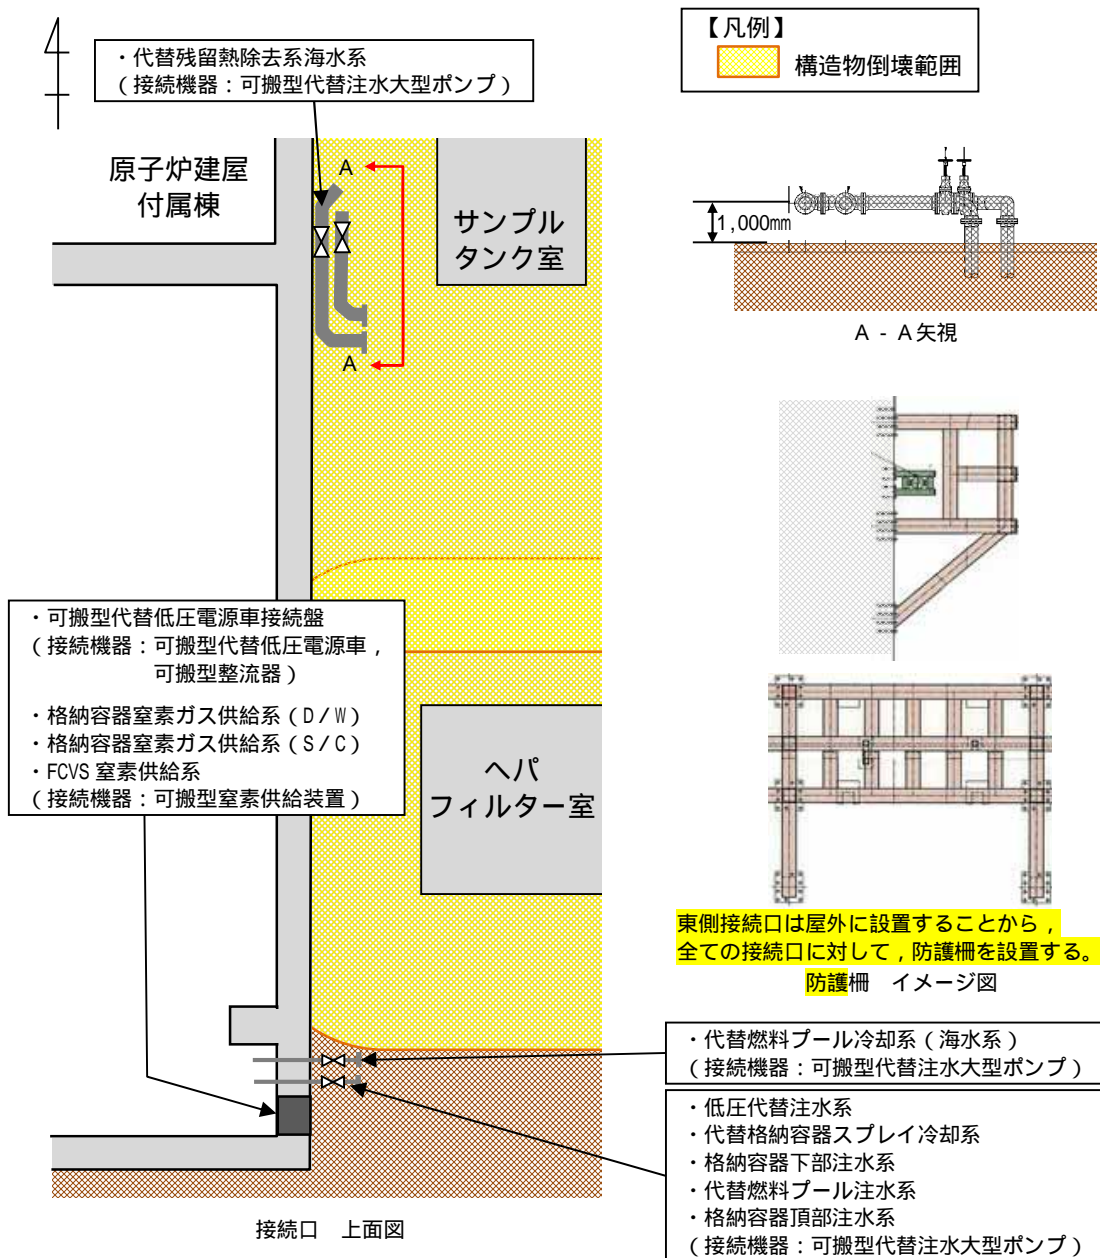 ・代替残留熱除去系海水系
（接続機器：可搬型代替注水大型ポンプ）
【凡例】
構造物倒壊範囲
原子炉建屋
付属棟
A
A
サンプル
タンク室
1,000mm
A - A矢視
・可搬型代替低圧電源車接続盤
（接続機器：可搬型代替低圧電源車，
可搬型整流器）
・格納容器窒素ガス供給系（D/W）
・格納容器窒素ガス供給系（S/C）
・FCVS 窒素供給系
（接続機器：可搬型窒素供給装置）
ヘパ
フィルター室
東側接続口は屋外に設置することから，
全ての接続口に対して，防護柵を設置する。
防護柵　イメージ図
・代替燃料プール冷却系（海水系）
（接続機器：可搬型代替注水大型ポンプ）
・低圧代替注水系
・代替格納容器スプレイ冷却系
・格納容器下部注水系
・代替燃料プール注水系
・格納容器頂部注水系
（接続機器：可搬型代替注水大型ポンプ）
接続口　上面図